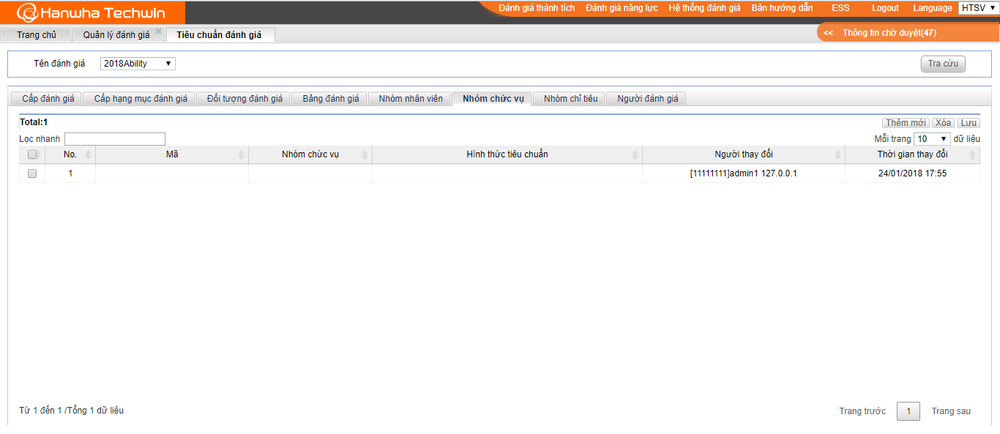 Hanwha Techwin
Đánh giá thành tích Đánh giá năng lực Hệ thống đánh giá Bản hướng dẫn ESS Logout Language HTSV
Trang chủ Quản lý đánh giá Tiêu chuẩn đánh giá << Thông tin chờ duyệt(47)
Tên đánh giá 2018Ability Tra cứu
Cấp đánh giá Cấp hạng mục đánh giá Đối tượng đánh giá Bảng đánh giá Nhóm nhân viên Nhóm chức vụ Nhóm chỉ tiêu Người đánh giá
Total:1 Thêm mới Xóa Lưu
Lọc nhanh Mỗi trang 10 dữ liệu
No. Mã Nhóm chức vụ Hình thức tiêu chuẩn Người thay đổi Thời gian thay đổi
1 [11111111]admin1 127.0.0.1 24/01/2018 17:55
Từ 1 đến 1 /Tổng 1 dữ liệu Trang trước 1 Trang sau